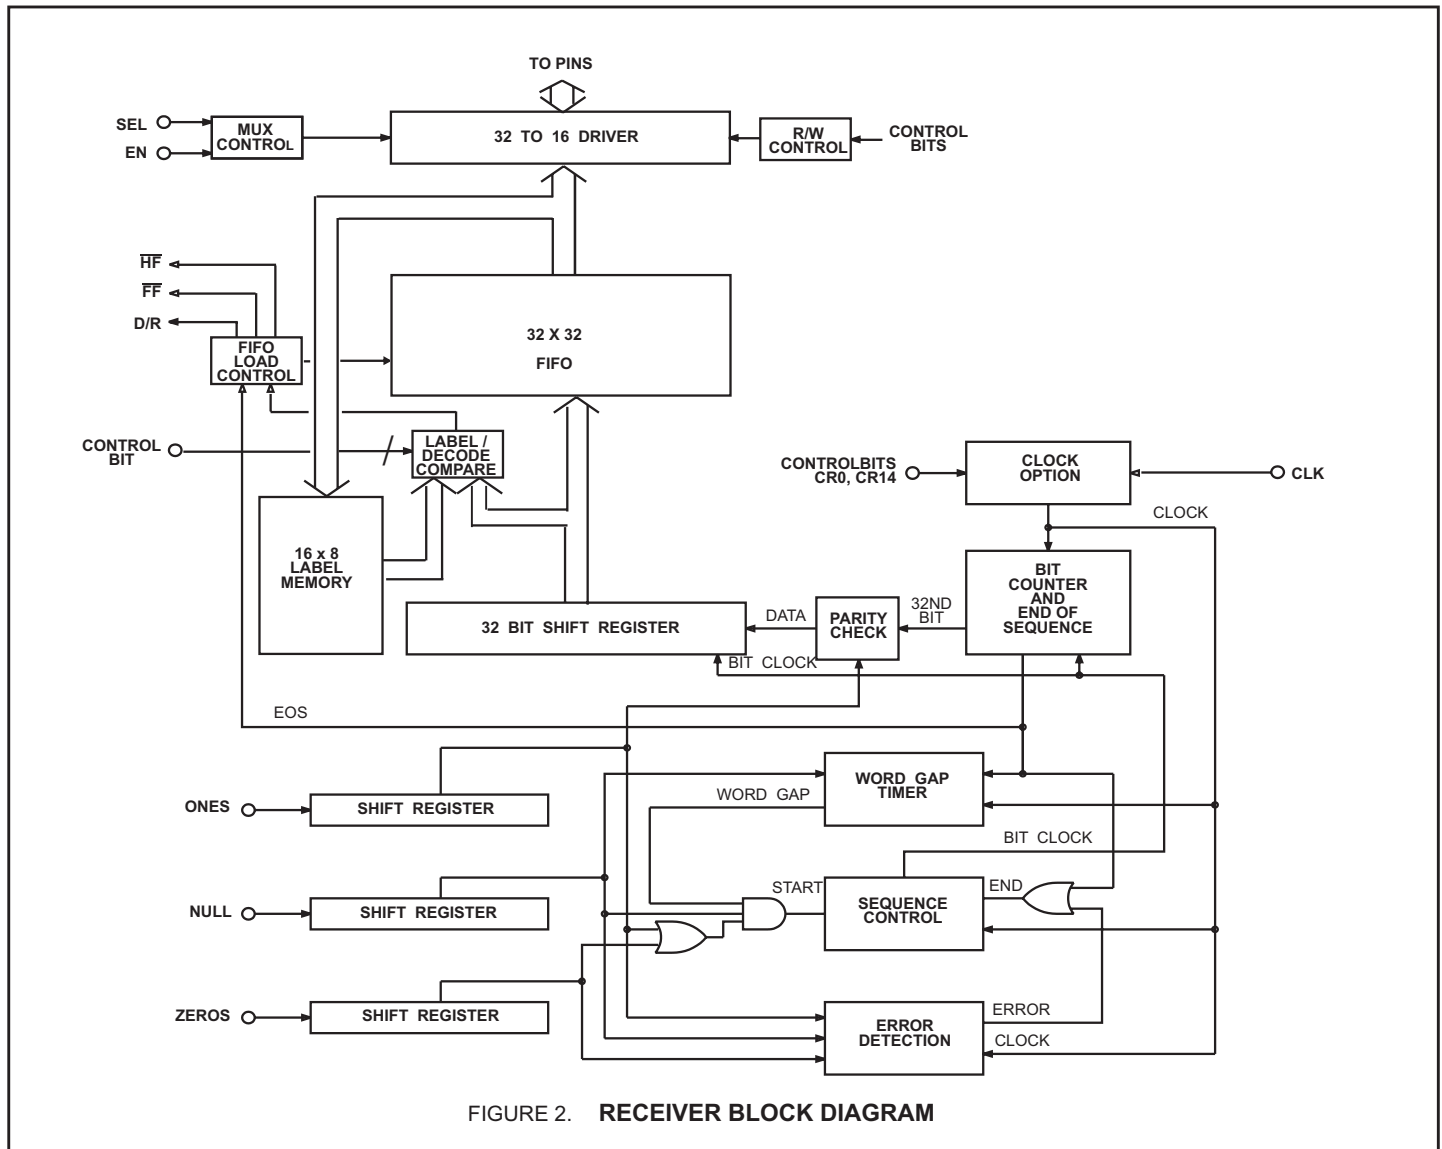 TO PINS
SEL
EN
MUX
CONTROL
32 TO 16 DRIVER
R/W
CONTROL
CONTROL
BITS
HF
FF
D/R
FIFO
LOAD
CONTROL
32 X 32
FIFO
CONTROL
BIT
/
LABEL /
DECODE
COMPARE
CONTROLBITS
CR0, CR14
CLOCK
OPTION
CLK
CLOCK
16 x 8
LABEL
MEMORY
BIT
COUNTER
AND
END OF
SEQUENCE
32ND
BIT
PARITY
CHECK
DATA
32 BIT SHIFT REGISTER
BIT CLOCK
EOS
WORD GAP
TIMER
WORD GAP
ONES
SHIFT REGISTER
BIT CLOCK
START
SEQUENCE
CONTROL
END
NULL
SHIFT REGISTER
ZEROS
SHIFT REGISTER
ERROR
DETECTION
ERROR
CLOCK
FIGURE 2. RECEIVER BLOCK DIAGRAM